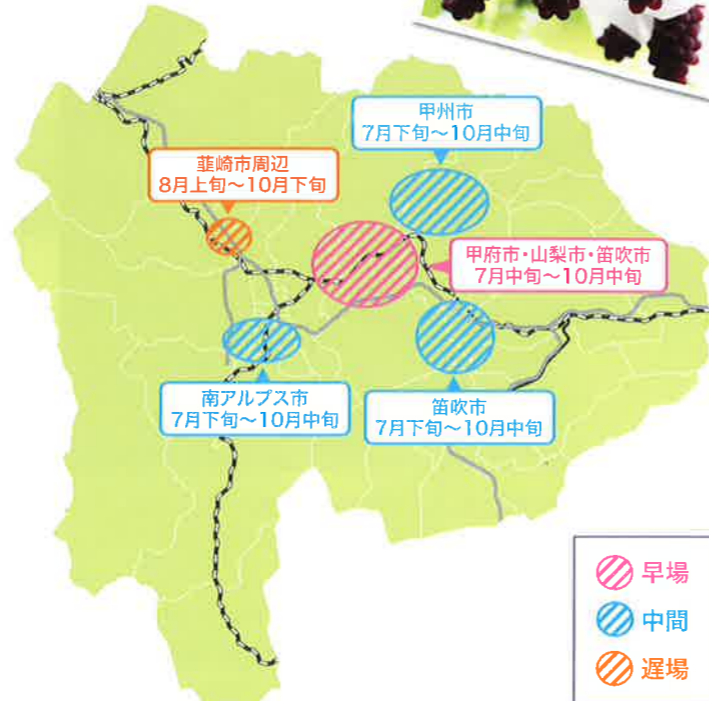 甲州市
7月下旬～10月中旬
韮崎市周辺
8月上旬～10月下旬
甲府市・山梨市・笛吹市
7月中旬～10月中旬
南アルプス市
7月下旬～10月中旬
笛吹市
7月下旬～10月中旬
早場
中間
遅場